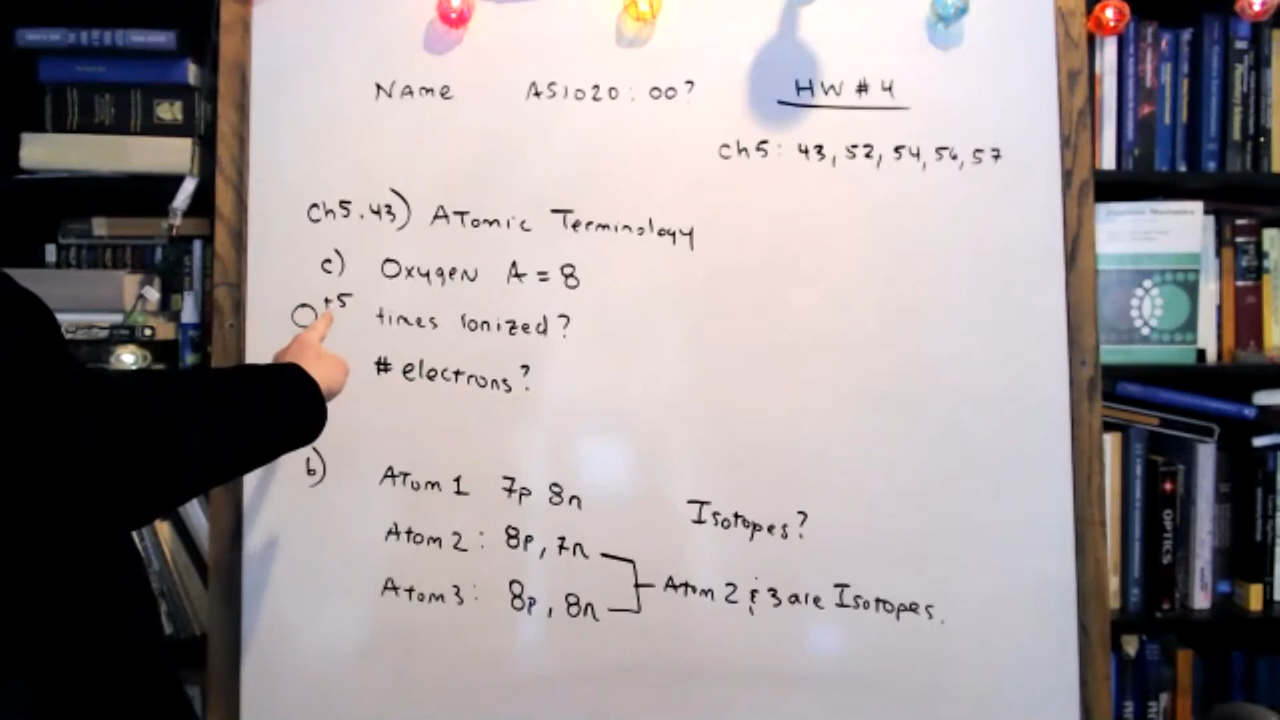 Name AS1020: 00? HW # 4
Ch5: 43, 52, 54, 56, 57
Ch5.43) Atomic Terminology
c) Oxygen A = 8
O+5 times ionized?
# electrons?
b) Atom 1 7p 8n Isotopes?
Atom 2: 8p, 7n
Atom 3: 8p, 8n Atom 2 & 3 are Isotopes.
OPTICS